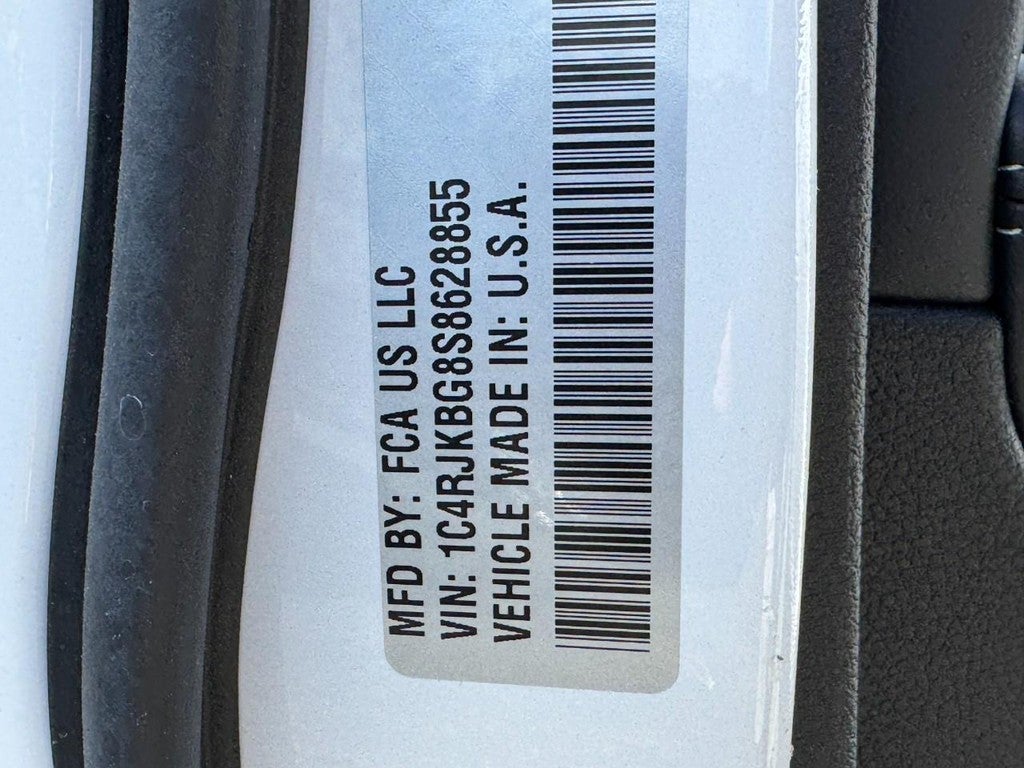 MFD BY: FCA US LLC
VIN: 1C4RJKBG8S8628855
VEHICLE MADE IN: U.S.A.